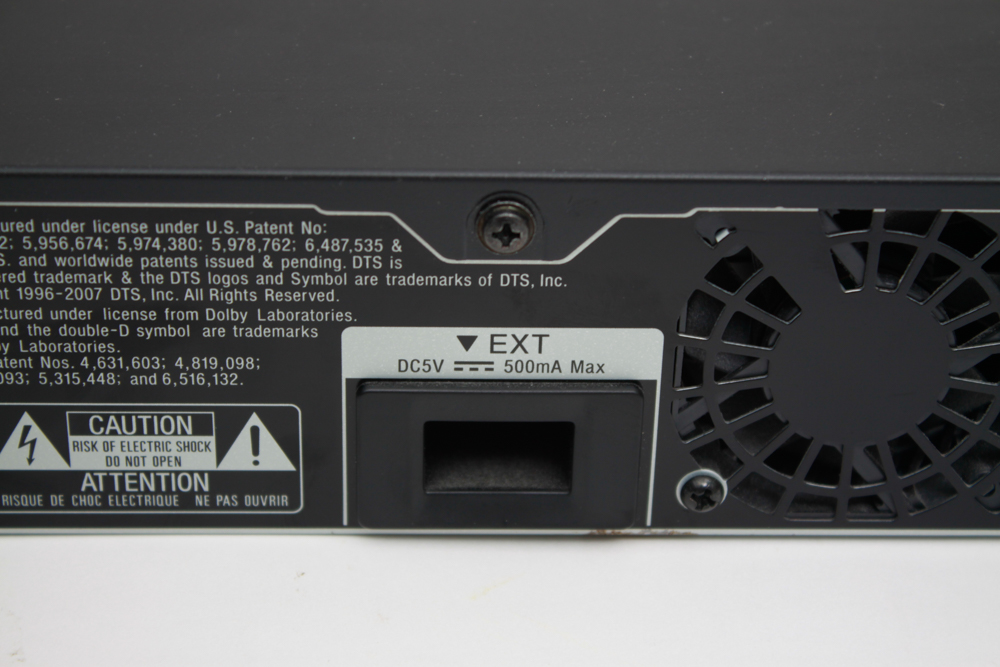 ured under license under U.S. Patent No:
2; 5,956,674; 5,974,380; 5,978,762; 6,487,535 &
S. and worldwide patents issued & pending. DTS is
ered trademark & the DTS logos and Symbol are trademarks of DTS, Inc.
nt 1996-2007 DTS, Inc. All Rights Reserved.
ctured under license from Dolby Laboratories.
nd the double-D symbol are trademarks
by Laboratories.
atent Nos. 4,631,603; 4,819,098;
093; 5,315,448; and 6,516,132.
CAUTION
RISK OF ELECTRIC SHOCK
DO NOT OPEN
ATTENTION
RISQUE DE CHOC ELECTRIQUE NE PAS OUVRIR
▼ EXT
DC5V ⎓ 500mA Max